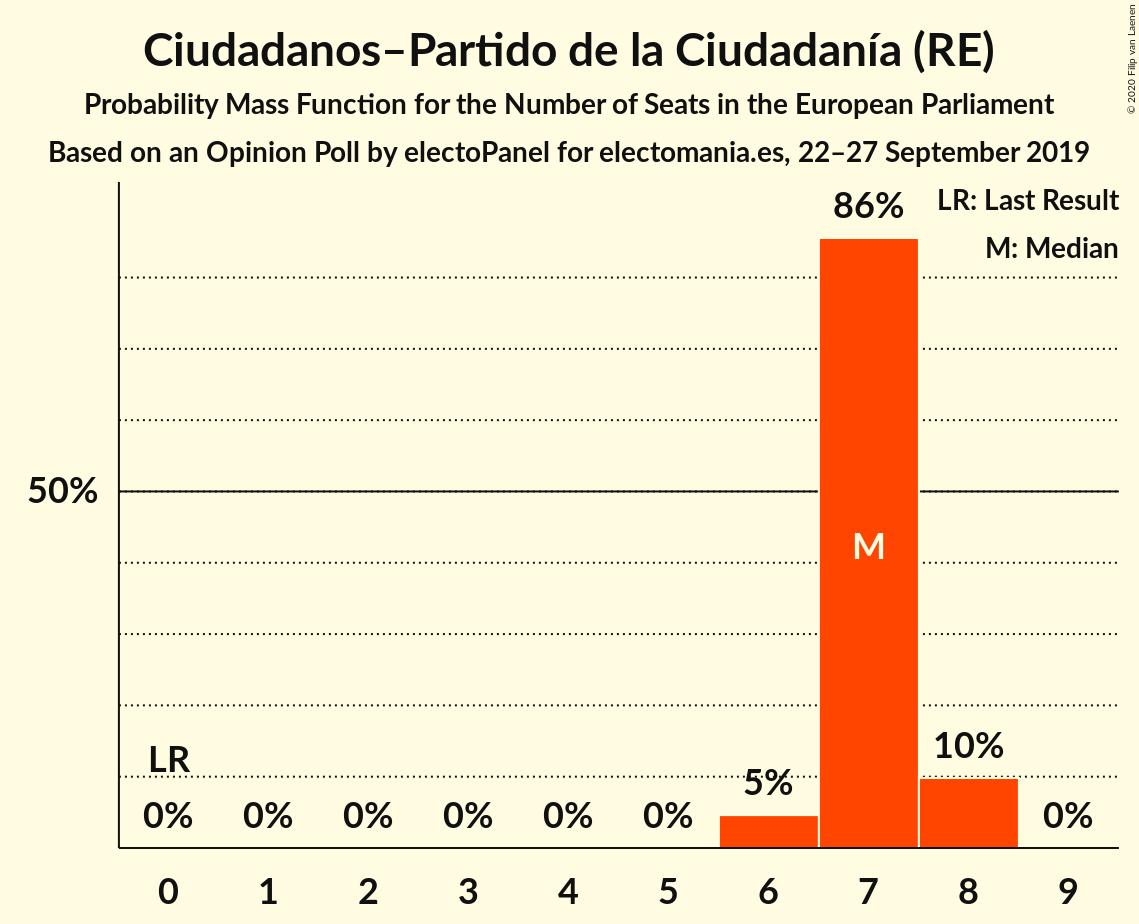 Ciudadanos–Partido de la Ciudadanía (RE)
Probability Mass Function for the Number of Seats in the European Parliament
Based on an Opinion Poll by electoPanel for electomania.es, 22–27 September 2019
© 2020 Filip van Laenen
LR: Last Result
M: Median
86%
50%
M
LR
10%
5%
0% 0% 0% 0% 0% 0% 0%
0 1 2 3 4 5 6 7 8 9